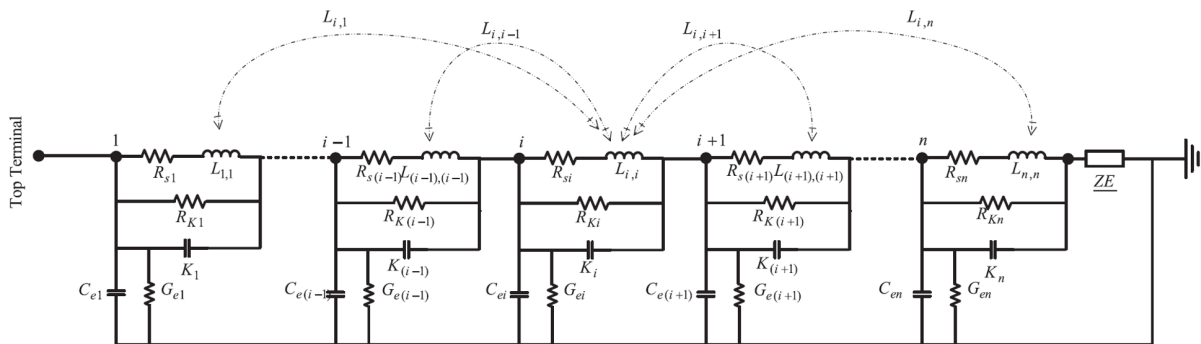 L_{i,1} L_{i,i-1} L_{i,i+1} L_{i,n}
Top Terminal
1 i-1 i i+1 n
R_{s1} L_{1,1} R_{s(i-1)} L_{(i-1),(i-1)} R_{si} L_{i,i} R_{s(i+1)} L_{(i+1),(i+1)} R_{sn} L_{n,n} ZE
R_{K1} R_{K(i-1)} R_{Ki} R_{K(i+1)} R_{Kn}
K_1 K_{(i-1)} K_i K_{(i+1)} K_n
C_{e1} G_{e1} C_{e(i-1)} G_{e(i-1)} C_{ei} G_{ei} C_{e(i+1)} G_{e(i+1)} C_{en} G_{en}